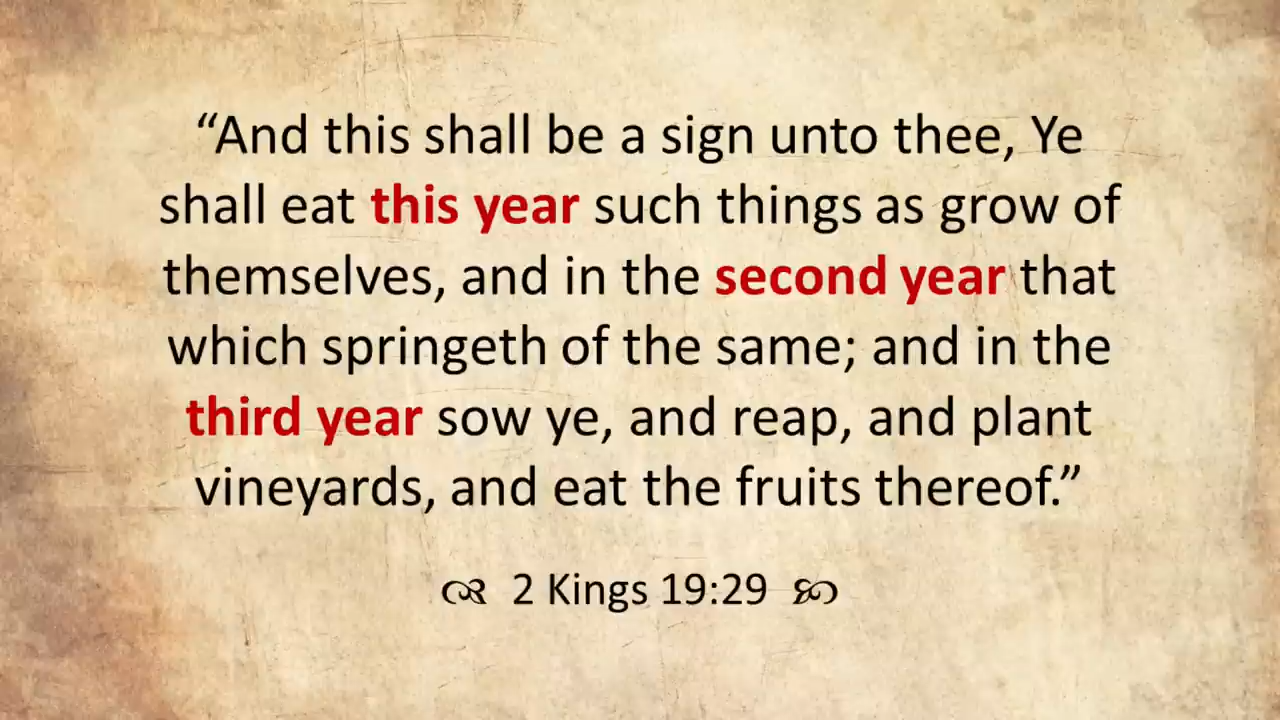 “And this shall be a sign unto thee, Ye
shall eat this year such things as grow of
themselves, and in the second year that
which springeth of the same; and in the
third year sow ye, and reap, and plant
vineyards, and eat the fruits thereof.”
2 Kings 19:29